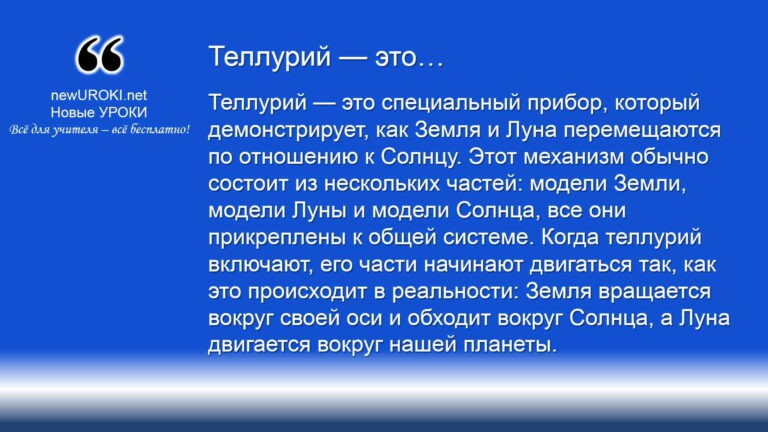 newUROKI.net
Новые УРОКИ
Всё для учителя – всё бесплатно!
Теллурий — это…
Теллурий — это специальный прибор, который
демонстрирует, как Земля и Луна перемещаются
по отношению к Солнцу. Этот механизм обычно
состоит из нескольких частей: модели Земли,
модели Луны и модели Солнца, все они
прикреплены к общей системе. Когда теллурий
включают, его части начинают двигаться так, как
это происходит в реальности: Земля вращается
вокруг своей оси и обходит вокруг Солнца, а Луна
двигается вокруг нашей планеты.